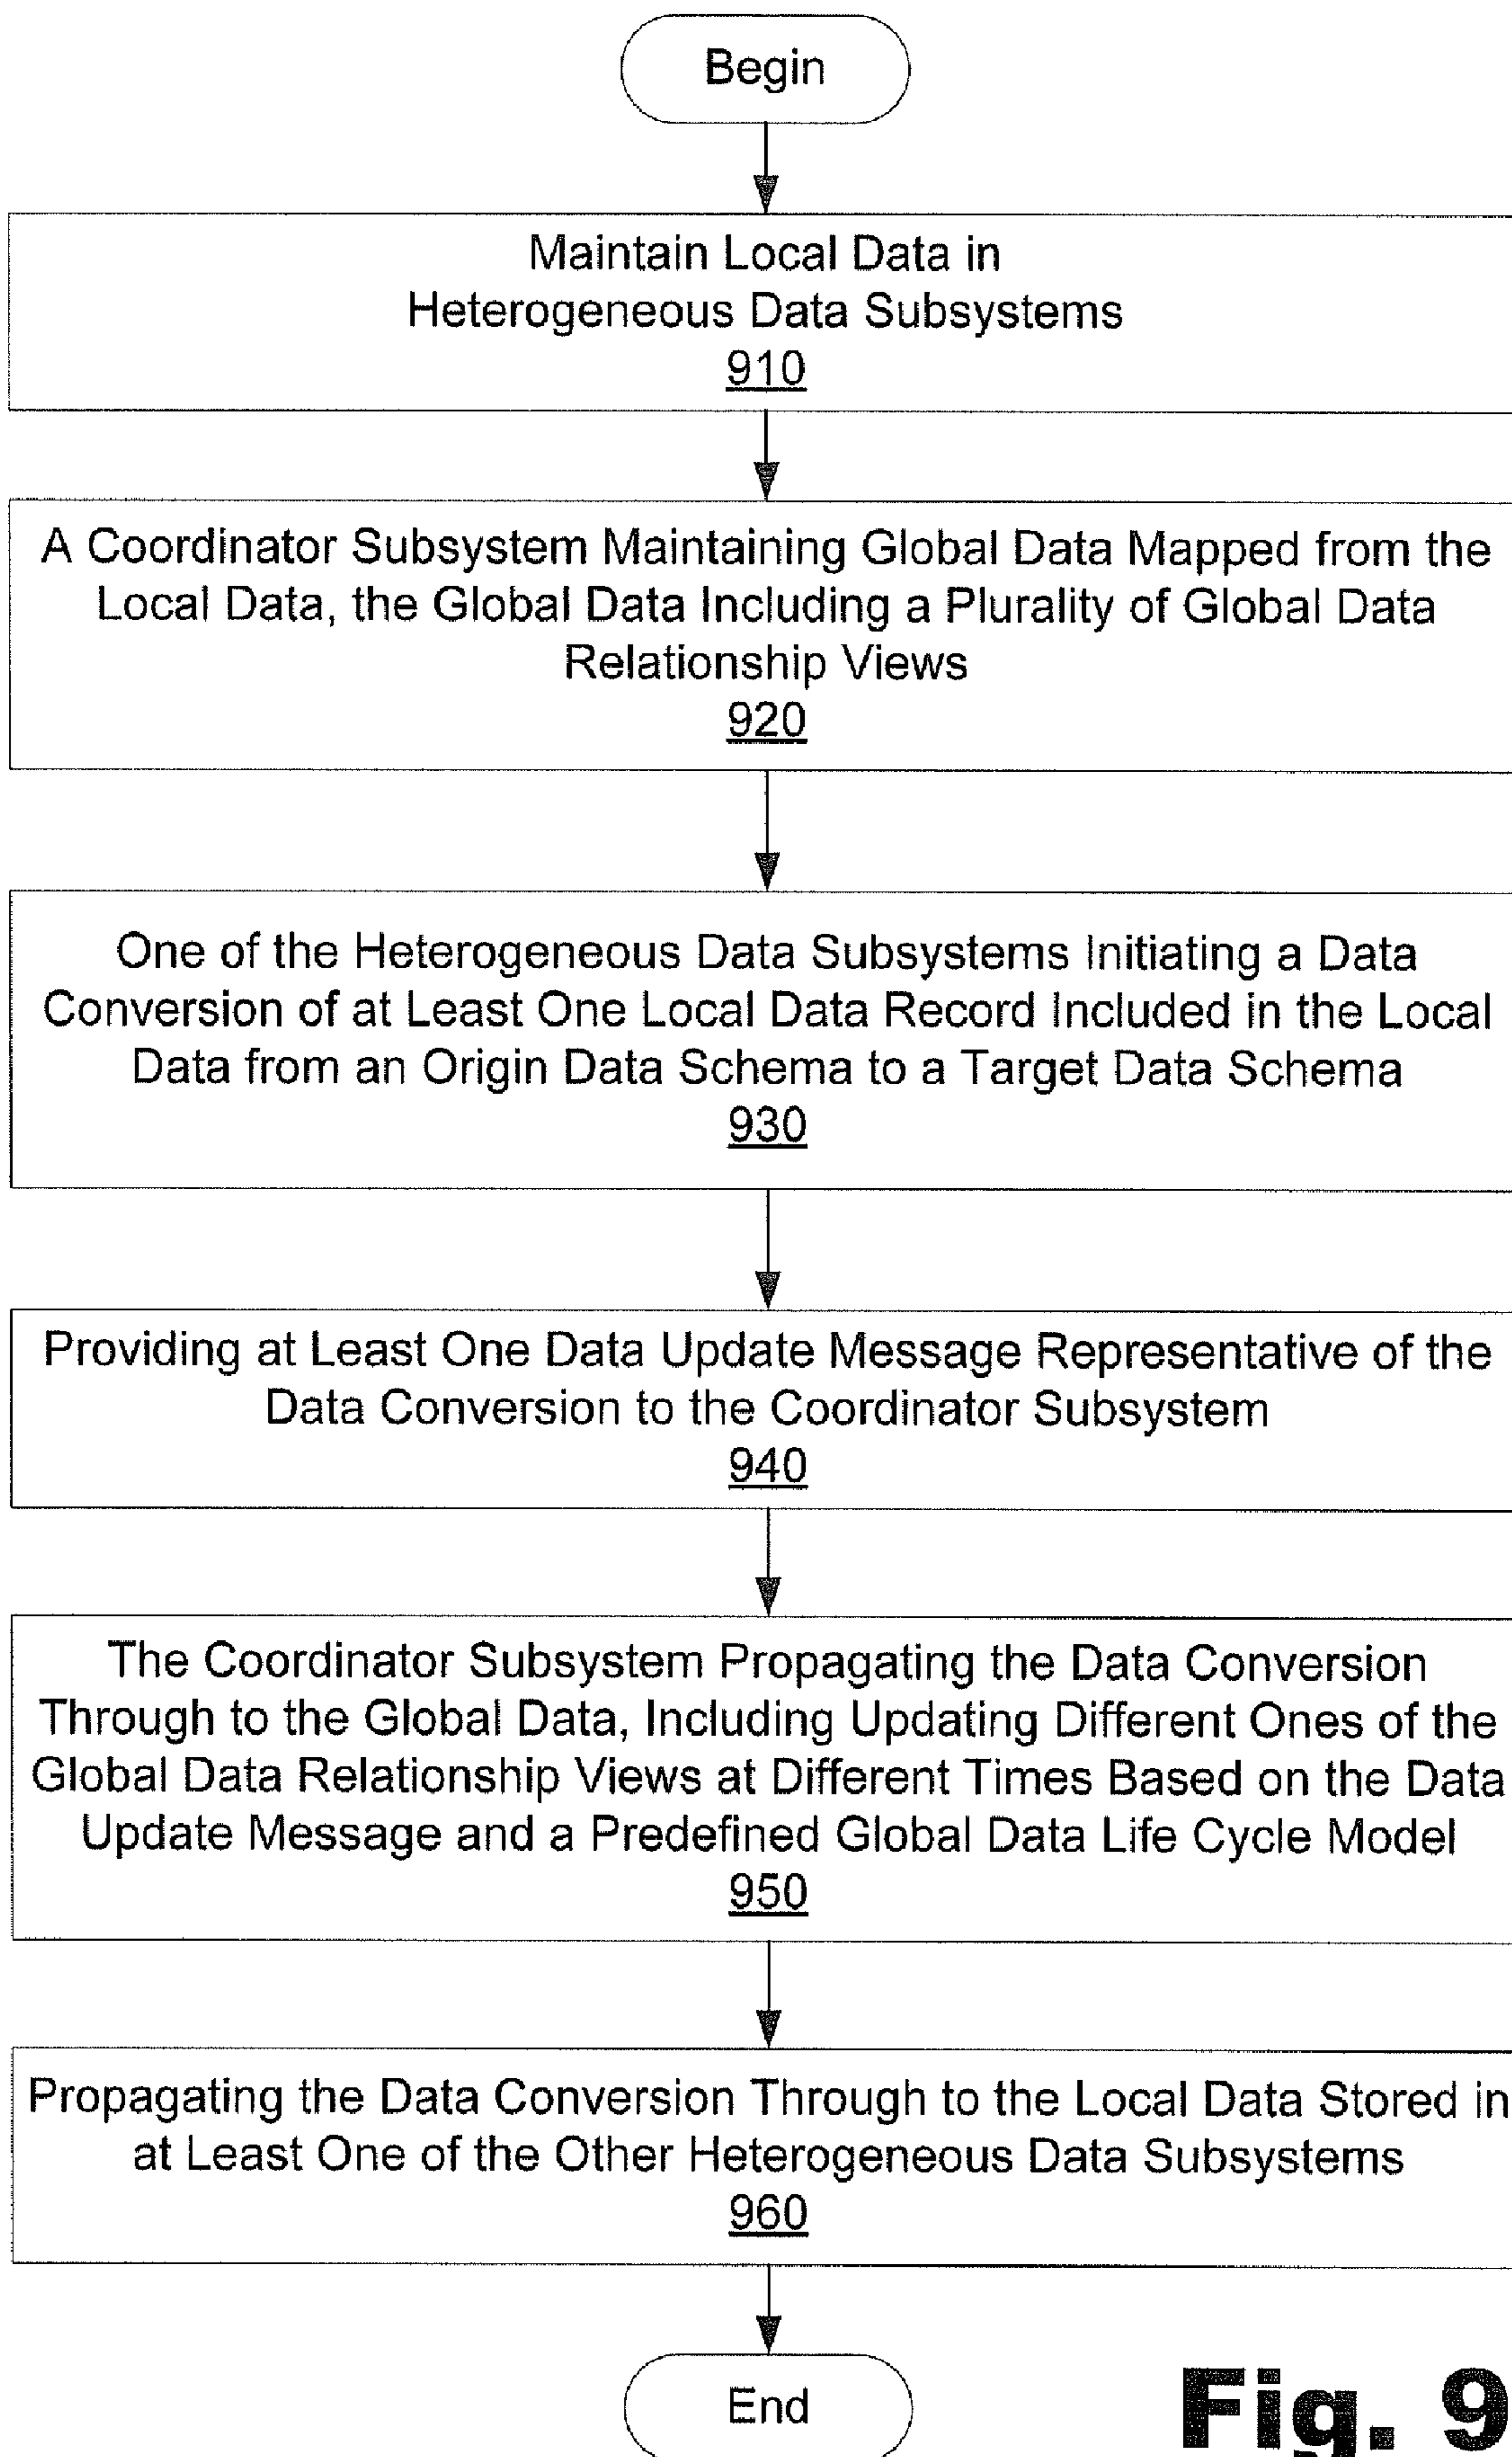 Begin
Maintain Local Data in
Heterogeneous Data Subsystems
910
A Coordinator Subsystem Maintaining Global Data Mapped from the
Local Data, the Global Data Including a Plurality of Global Data
Relationship Views
920
One of the Heterogeneous Data Subsystems Initiating a Data
Conversion of at Least One Local Data Record Included in the Local
Data from an Origin Data Schema to a Target Data Schema
930
Providing at Least One Data Update Message Representative of the
Data Conversion to the Coordinator Subsystem
940
The Coordinator Subsystem Propagating the Data Conversion
Through to the Global Data, Including Updating Different Ones of the
Global Data Relationship Views at Different Times Based on the Data
Update Message and a Predefined Global Data Life Cycle Model
950
Propagating the Data Conversion Through to the Local Data Stored in
at Least One of the Other Heterogeneous Data Subsystems
960
End
Fig. 9